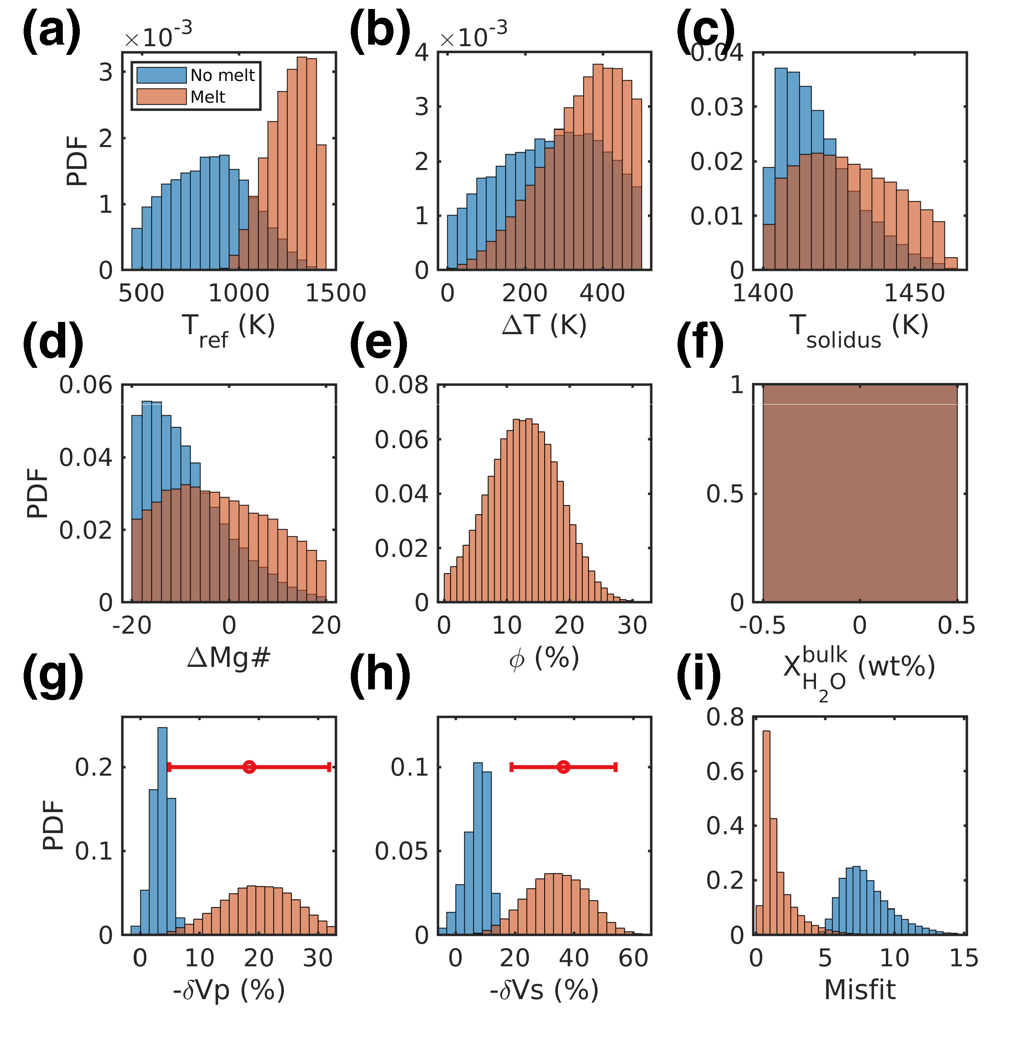 (a) (b) (c)
×10⁻³ ×10⁻³
PDF
3
2
1
0
No melt
Melt
500 1000 1500
T_ref (K)
4
3
2
1
0
0 200 400
ΔT (K)
0.04
0.03
0.02
0.01
0
1400 1450
T_solidus (K)
(d) (e) (f)
PDF
0.06
0.04
0.02
0
-20 0 20
ΔMg#
0.08
0.06
0.04
0.02
0
0 10 20 30
ϕ (%)
1
0.5
0
-0.5 0 0.5
X^bulk_H₂O (wt%)
(g) (h) (i)
PDF
0.2
0.1
0
0 10 20 30
-δVp (%)
0.1
0.05
0
0 20 40 60
-δVs (%)
0.8
0.6
0.4
0.2
0
0 5 10 15
Misfit